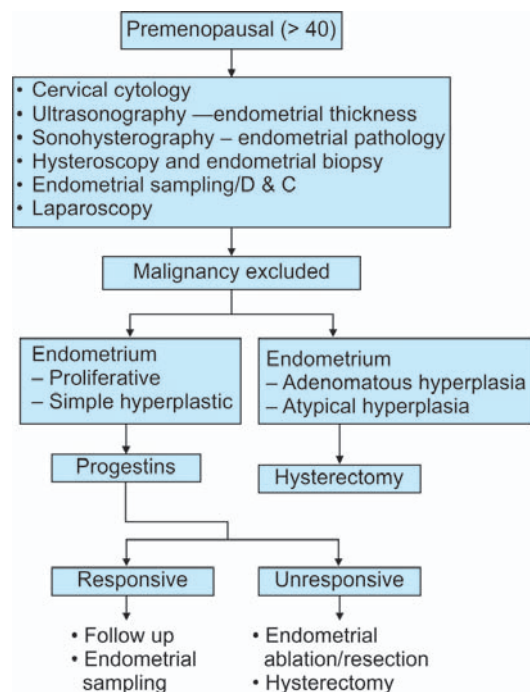 Premenopausal (> 40)
• Cervical cytology
• Ultrasonography —endometrial thickness
• Sonohysterography – endometrial pathology
• Hysteroscopy and endometrial biopsy
• Endometrial sampling/D & C
• Laparoscopy
Malignancy excluded
Endometrium
– Proliferative
– Simple hyperplastic
Endometrium
– Adenomatous hyperplasia
– Atypical hyperplasia
Progestins
Hysterectomy
Responsive
Unresponsive
• Follow up
• Endometrial
sampling
• Endometrial
ablation/resection
• Hysterectomy